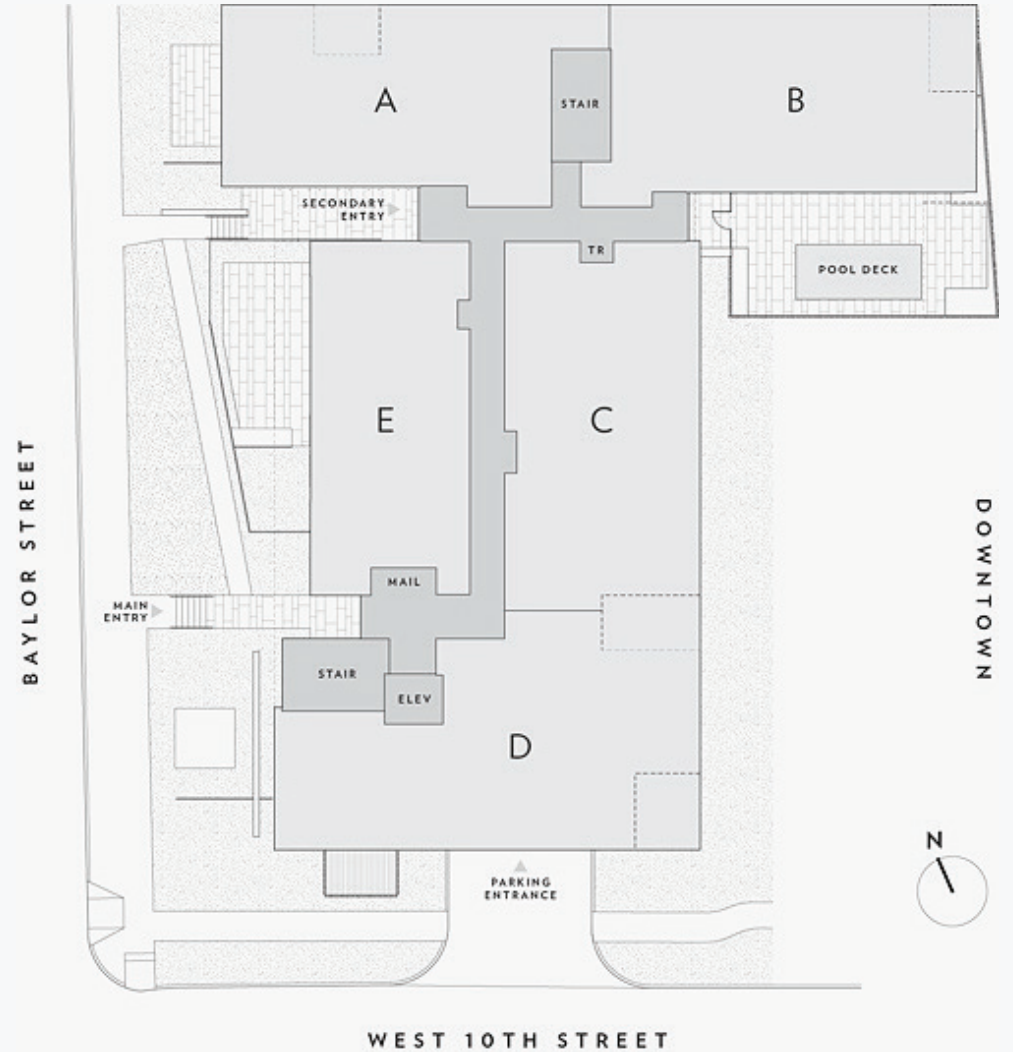 A
STAIR
B
SECONDARY
ENTRY
TR
POOL DECK
E
C
BAYLOR STREET
DOWNTOWN
MAIL
MAIN
ENTRY
STAIR
ELEV
D
N
PARKING
ENTRANCE
WEST 10TH STREET